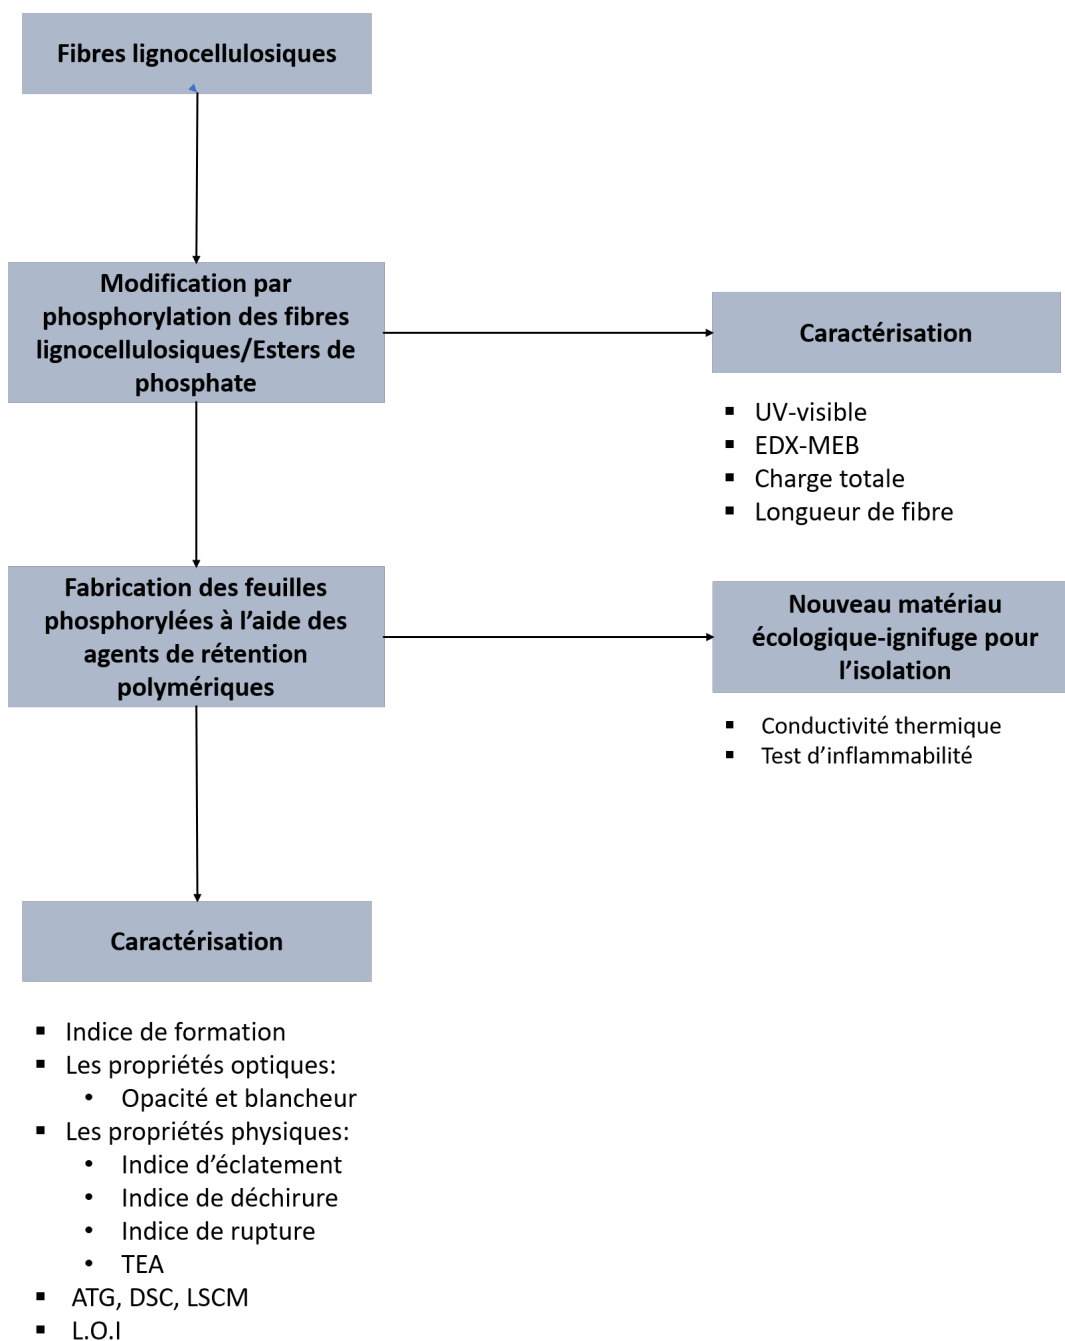 Fibres lignocellulosiques
Modification par
phosphorylation des fibres
lignocellulosiques/Esters de
phosphate
Caractérisation
▪ UV-visible
▪ EDX-MEB
▪ Charge totale
▪ Longueur de fibre
Fabrication des feuilles
phosphorylées à l’aide des
agents de rétention
polymériques
Nouveau matériau
écologique-ignifuge pour
l’isolation
▪ Conductivité thermique
▪ Test d’inflammabilité
Caractérisation
▪ Indice de formation
▪ Les propriétés optiques:
• Opacité et blancheur
▪ Les propriétés physiques:
• Indice d’éclatement
• Indice de déchirure
• Indice de rupture
• TEA
▪ ATG, DSC, LSCM
▪ L.O.I